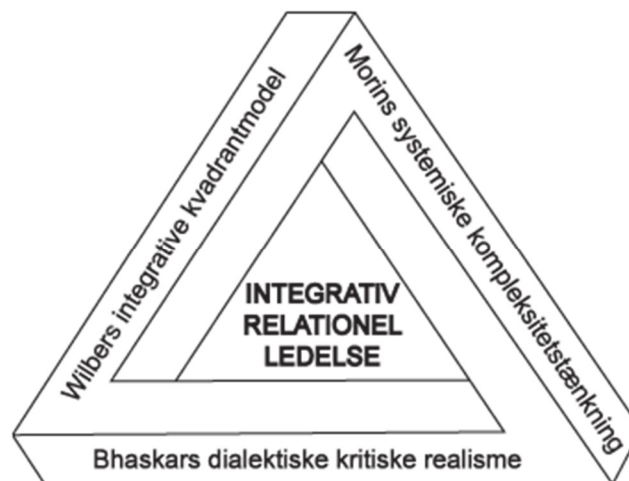 Wilbers integrative kvadrantmodel
Morins systemiske kompleksitetstænkning
INTEGRATIV
RELATIONEL
LEDELSE
Bhaskars dialektiske kritiske realisme